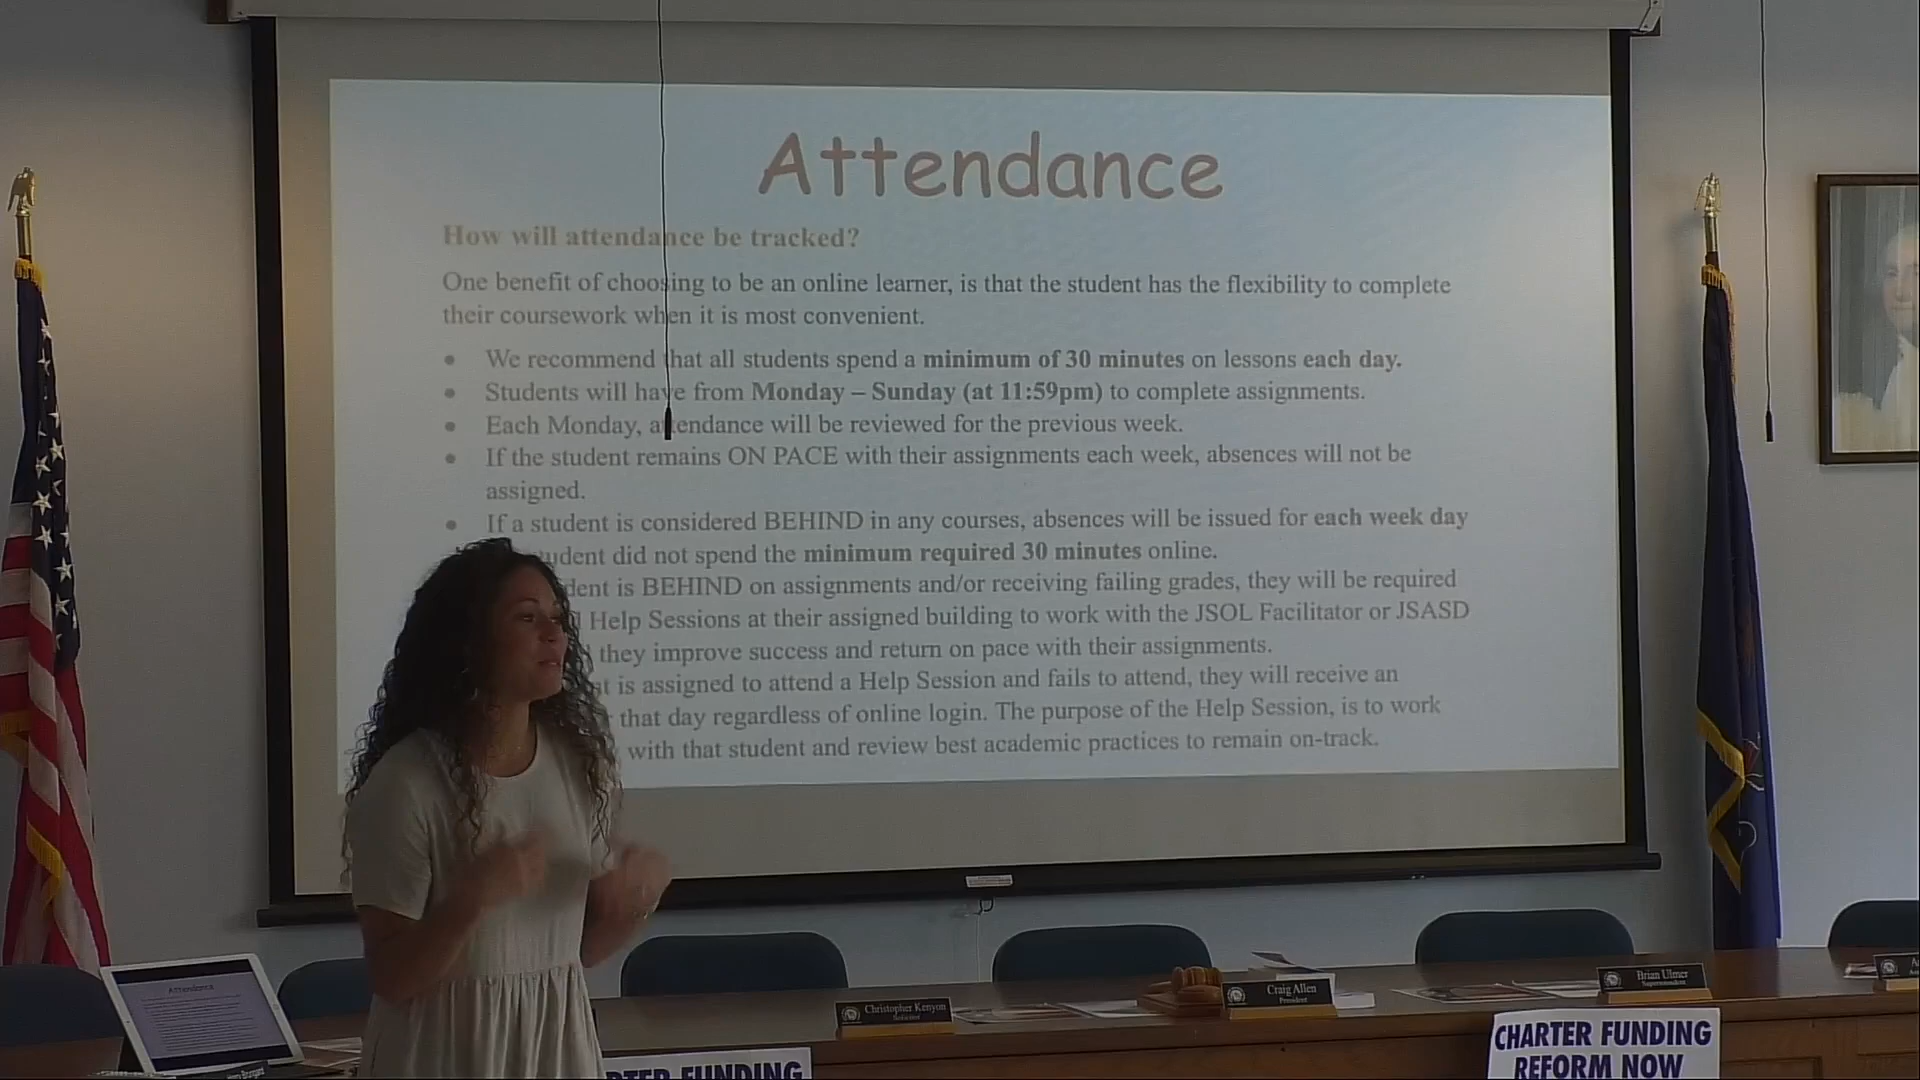 Attendance
How will attendance be tracked?
One benefit of choosing to be an online learner, is that the student has the flexibility to complete
their coursework when it is most convenient.
We recommend that all students spend a minimum of 30 minutes on lessons each day.
Students will have from Monday – Sunday (at 11:59pm) to complete assignments.
Each Monday, attendance will be reviewed for the previous week.
If the student remains ON PACE with their assignments each week, absences will not be
assigned.
If a student is considered BEHIND in any courses, absences will be issued for each week day
did not spend the minimum required 30 minutes online.
is BEHIND on assignments and/or receiving failing grades, they will be required
Help Sessions at their assigned building to work with the JSOL Facilitator or JSASD
they improve success and return on pace with their assignments.
is assigned to attend a Help Session and fails to attend, they will receive an
that day regardless of online login. The purpose of the Help Session, is to work
with that student and review best academic practices to remain on-track.
Attendance
Christopher Kenyon
Solicitor
Craig Allen
President
Brian Ulmer
Superintendent
CHARTER FUNDING
REFORM NOW
FUNDING